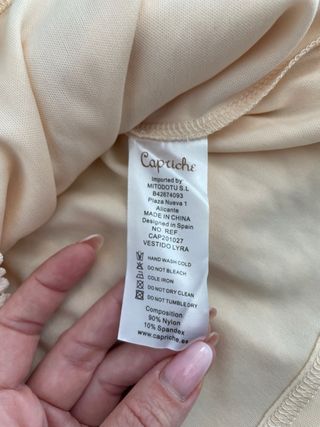 Capriche
Imported by
MITODOTU S.L
B42874093
Plaza Nueva 1
Alicante
MADE IN CHINA
Designed in Spain
NO. REF
CAP201027
VESTIDO LYRA
HAND WASH COLD
DO NOT BLEACH
COLE IRON
DO NOT DRY CLEAN
DO NOT TUMBLE DRY
Composition
90% Nylon
10% Spandex
www.capriche.es